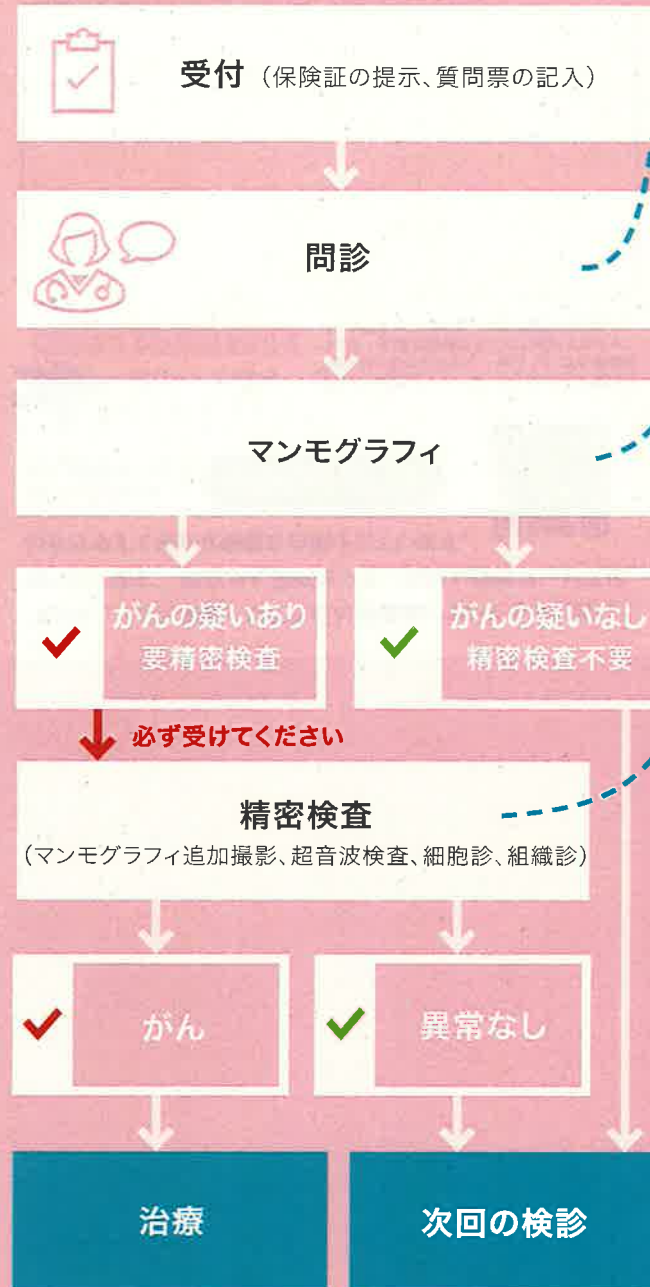 受付（保険証の提示、質問票の記入）
問診
マンモグラフィ
がんの疑いあり
要精密検査
がんの疑いなし
精密検査不要
必ず受けてください
精密検査
（マンモグラフィ追加撮影、超音波検査、細胞診、組織診）
がん
異常なし
治療
次回の検診